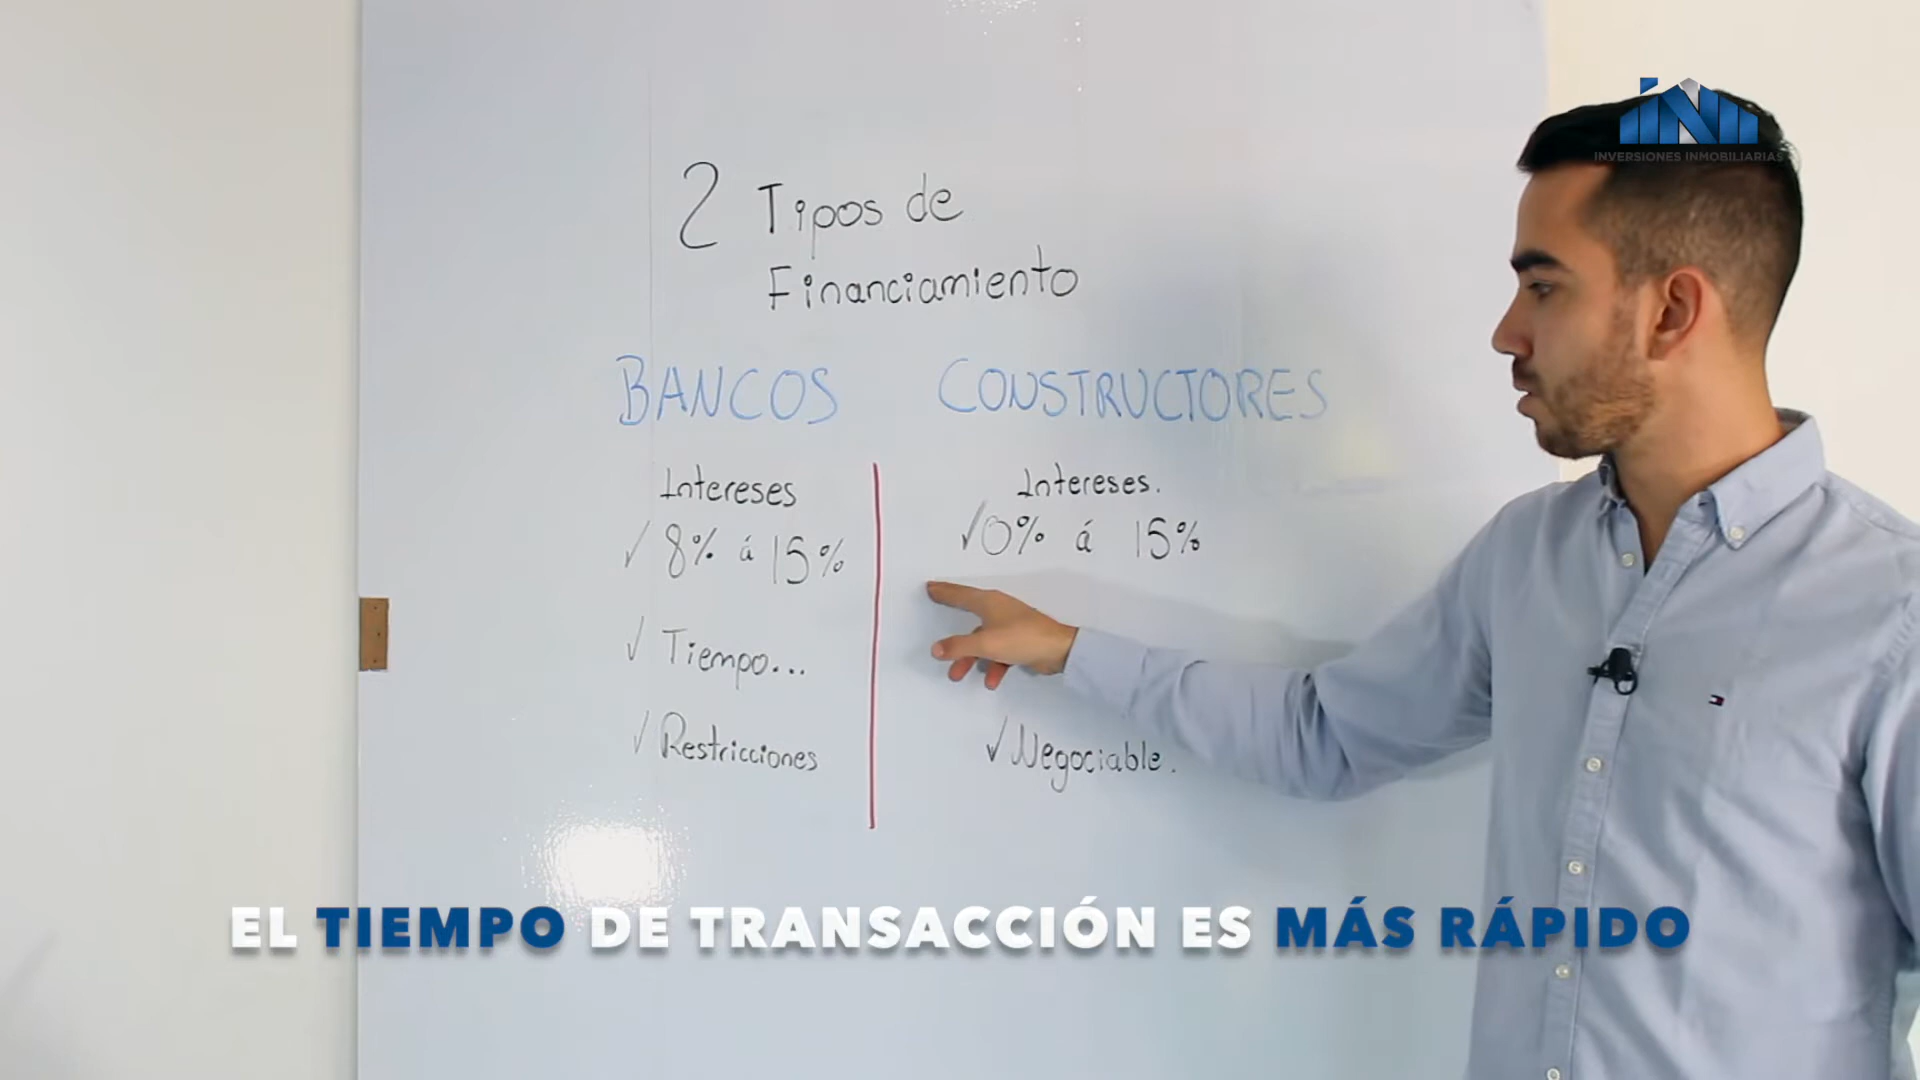 INI
INVERSIONES INMOBILIARIAS
2 Tipos de
Financiamiento
BANCOS
Intereses
✓ 8% á 15%
✓ Tiempo...
✓ Restricciones
CONSTRUCTORES
Intereses.
✓ 0% á 15%
✓ Negociable.
EL TIEMPO DE TRANSACCIÓN ES MÁS RÁPIDO